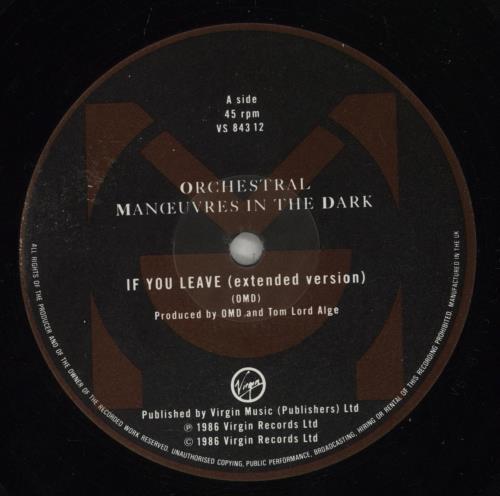 A side
45 rpm
VS 843 12
ORCHESTRAL
MANŒUVRES IN THE DARK
IF YOU LEAVE (extended version)
(OMD)
Produced by OMD.and Tom Lord Alge
Virgin
Published by Virgin Music (Publishers) Ltd
℗ 1986 Virgin Records Ltd
© 1986 Virgin Records Ltd
ALL RIGHTS OF THE PRODUCER AND OF THE OWNER OF THE RECORDED WORK RESERVED. UNAUTHORISED COPYING, PUBLIC PERFORMANCE, BROADCASTING, HIRING OR RENTAL OF THIS RECORDING PROHIBITED. MANUFACTURED IN THE UK